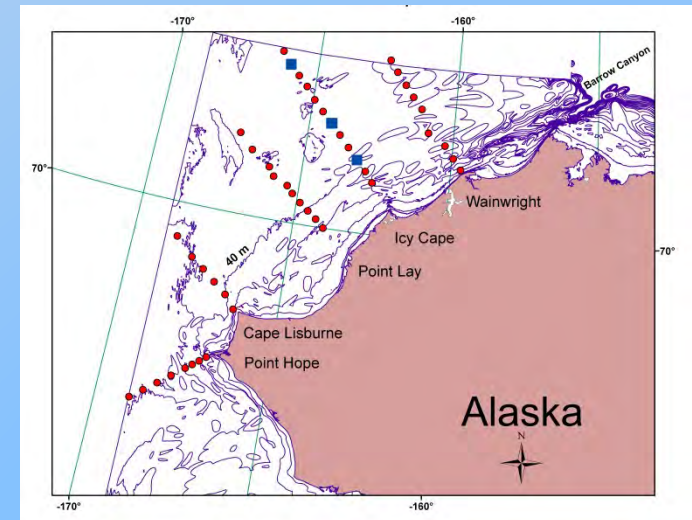 -170°
-160°
Barrow Canyon
70°
Wainwright
70°
Icy Cape
40 m
Point Lay
Cape Lisburne
Point Hope
Alaska
N
-170°
-160°